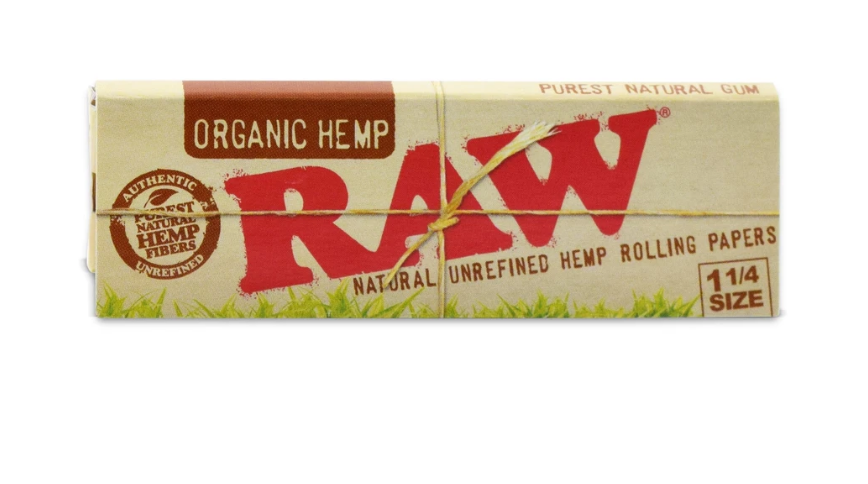 PUREST NATURAL GUM
ORGANIC HEMP
RAW®
AUTHENTIC
PUREST
NATURAL
HEMP
FIBERS
UNREFINED
NATURAL UNREFINED HEMP ROLLING PAPERS
1 1/4
SIZE